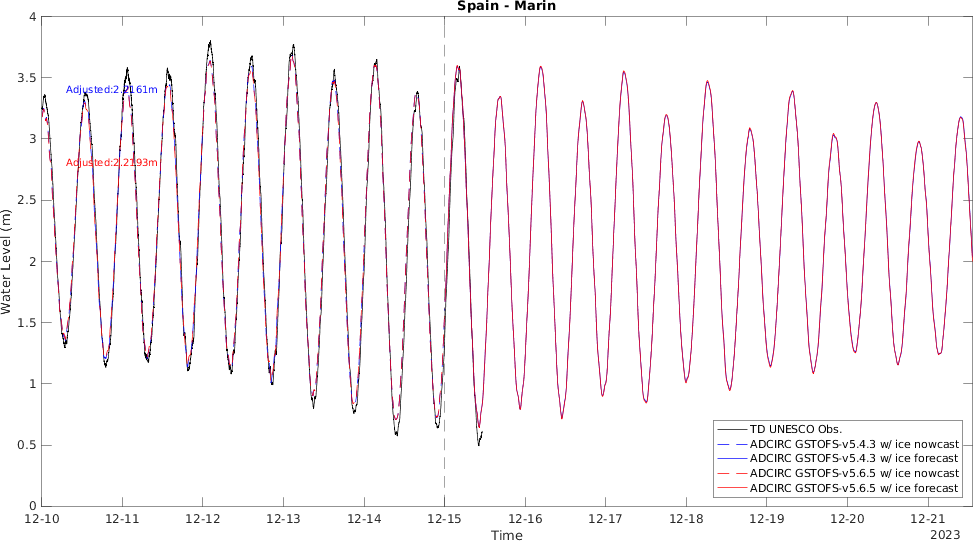 Spain - Marin
4
3.5
3
2.5
2
1.5
1
0.5
0
Water Level (m)
Adjusted:2.2161m
Adjusted:2.2193m
TD UNESCO Obs.
ADCIRC GSTOFS-v5.4.3 w/ ice nowcast
ADCIRC GSTOFS-v5.4.3 w/ ice forecast
ADCIRC GSTOFS-v5.6.5 w/ ice nowcast
ADCIRC GSTOFS-v5.6.5 w/ ice forecast
12-10 12-11 12-12 12-13 12-14 12-15 12-16 12-17 12-18 12-19 12-20 12-21
2023
Time